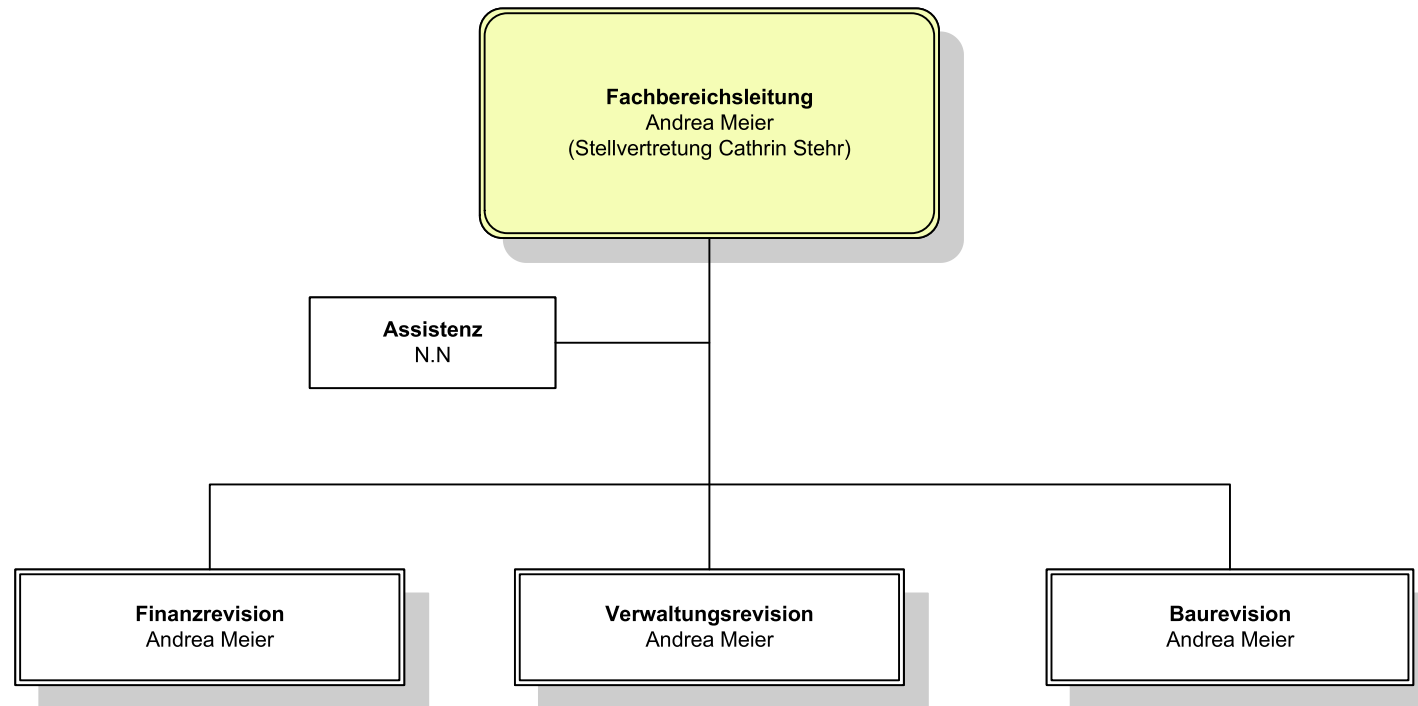 Fachbereichsleitung
Andrea Meier
(Stellvertretung Cathrin Stehr)
Assistenz
N.N
Finanzrevision
Andrea Meier
Verwaltungsrevision
Andrea Meier
Baurevision
Andrea Meier